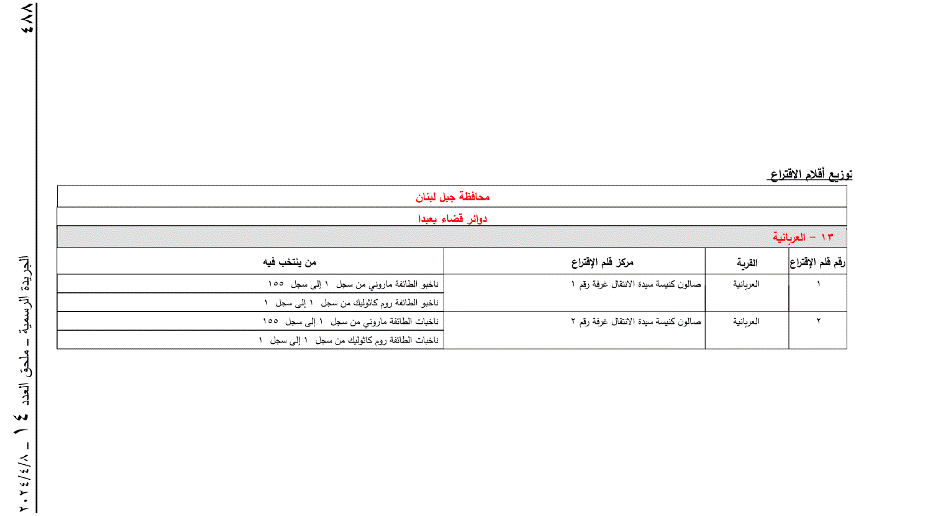 ٤٨٨
الجريدة الرسمية – ملحق العدد ١٤ – ٢٠٢٤/٤/٨
توزيع أقلام الاقتراع
محافظة جبل لبنان
دوائر قضاء بعبدا
١٣ - العربانية
رقم قلم الإقتراع القرية مركز قلم الإقتراع من ينتخب فيه
١ العربانية صالون كنيسة سيدة الانتقال غرفة رقم ١ ناخبو الطائفة ماروني من سجل ١ إلى سجل ١٥٥
ناخبو الطائفة روم كاثوليك من سجل ١ إلى سجل ١
٢ العربانية صالون كنيسة سيدة الانتقال غرفة رقم ٢ ناخبات الطائفة ماروني من سجل ١ إلى سجل ١٥٥
ناخبات الطائفة روم كاثوليك من سجل ١ إلى سجل ١